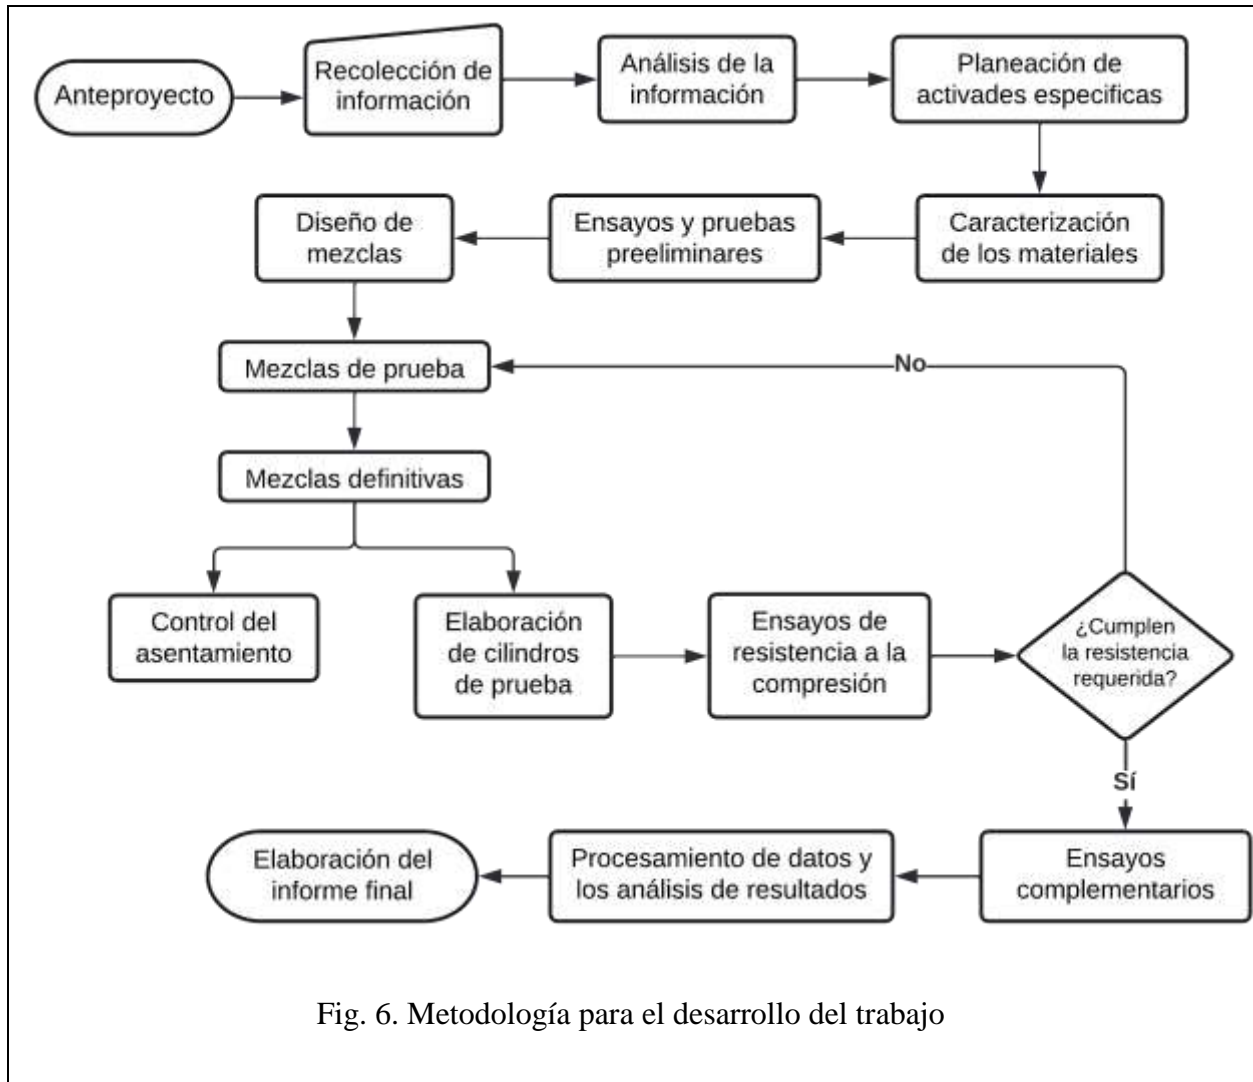 Anteproyecto
Recolección de
información
Análisis de la
información
Planeación de
activades especificas
Diseño de
mezclas
Ensayos y pruebas
preeliminares
Caracterización
de los materiales
Mezclas de prueba
No
Mezclas definitivas
Control del
asentamiento
Elaboración
de cilindros
de prueba
Ensayos de
resistencia a la
compresión
¿Cumplen
la resistencia
requerida?
Sí
Elaboración del
informe final
Procesamiento de datos y
los análisis de resultados
Ensayos
complementarios
Fig. 6. Metodología para el desarrollo del trabajo